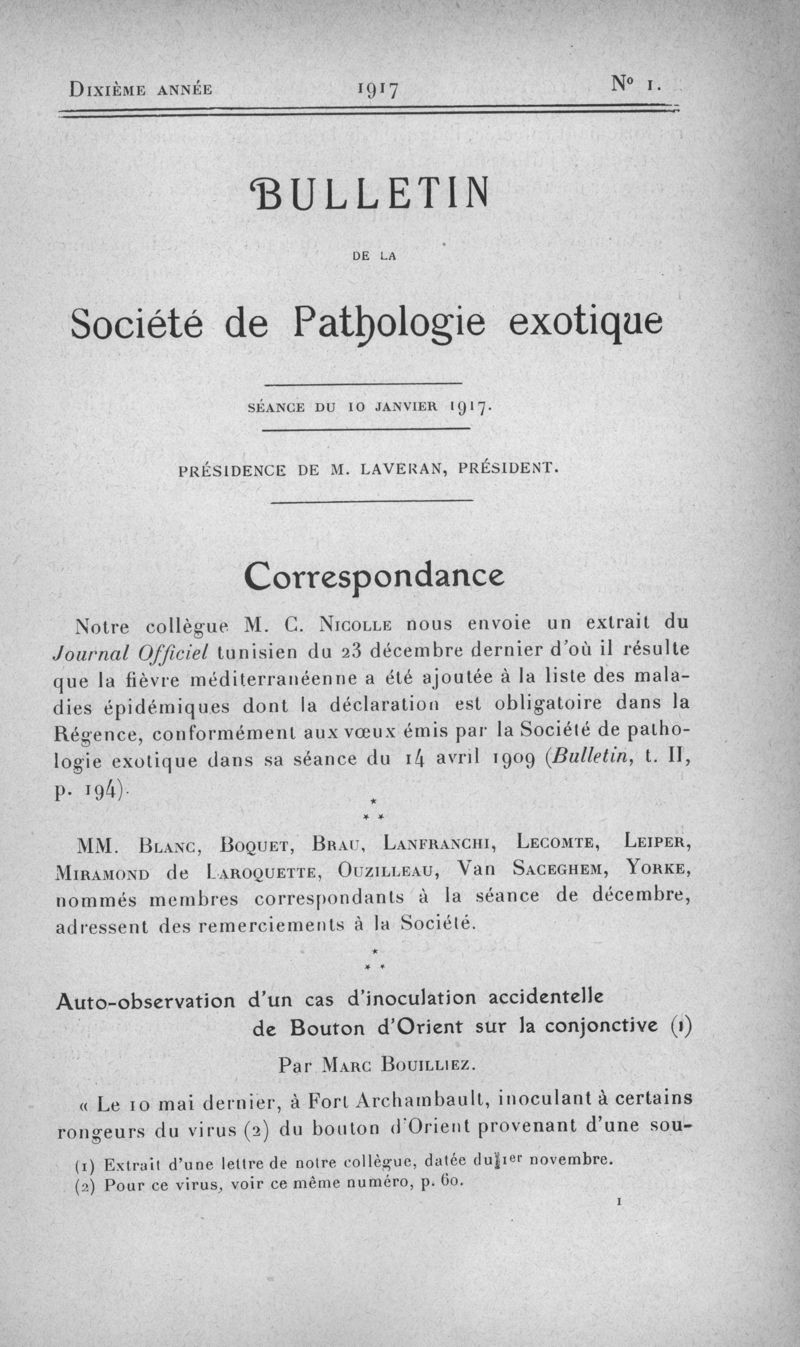 DIXIÈME ANNÉE 1917 N° 1.
BULLETIN
DE LA
Société de Pathologie exotique
SÉANCE DU 10 JANVIER 1917.
PRÉSIDENCE DE M. LAVERAN, PRÉSIDENT.
Correspondance
Notre collègue M. C. NICOLLE nous envoie un extrait du
Journal Officiel tunisien du 23 décembre dernier d'où il résulte
que la fièvre méditerranéenne a été ajoutée à la liste des mala-
dies épidémiques dont la déclaration est obligatoire dans la
Régence, conformément aux vœux émis par la Société de patho-
logie exotique dans sa séance du 14 avril 1909 (Bulletin, t. II,
p. 194).
*
* *
MM. BLANC, BOQUET, BRAU, LANFRANCHI, LECOMTE, LEIPER,
MIRAMOND de LAROQUETTE, OUZILLEAU, Van SACEGHEM, YORKE,
nommés membres correspondants à la séance de décembre,
adressent des remerciements à la Société.
*
* *
Auto-observation d'un cas d'inoculation accidentelle
de Bouton d'Orient sur la conjonctive (1)
Par MARC BOUILLIEZ.
« Le 10 mai dernier, à Fort Archambault, inoculant à certains
rongeurs du virus (2) du bouton d'Orient provenant d'une sou-
(1) Extrait d'une lettre de notre collègue, datée du 1er novembre.
(2) Pour ce virus, voir ce même numéro, p. 60.
1